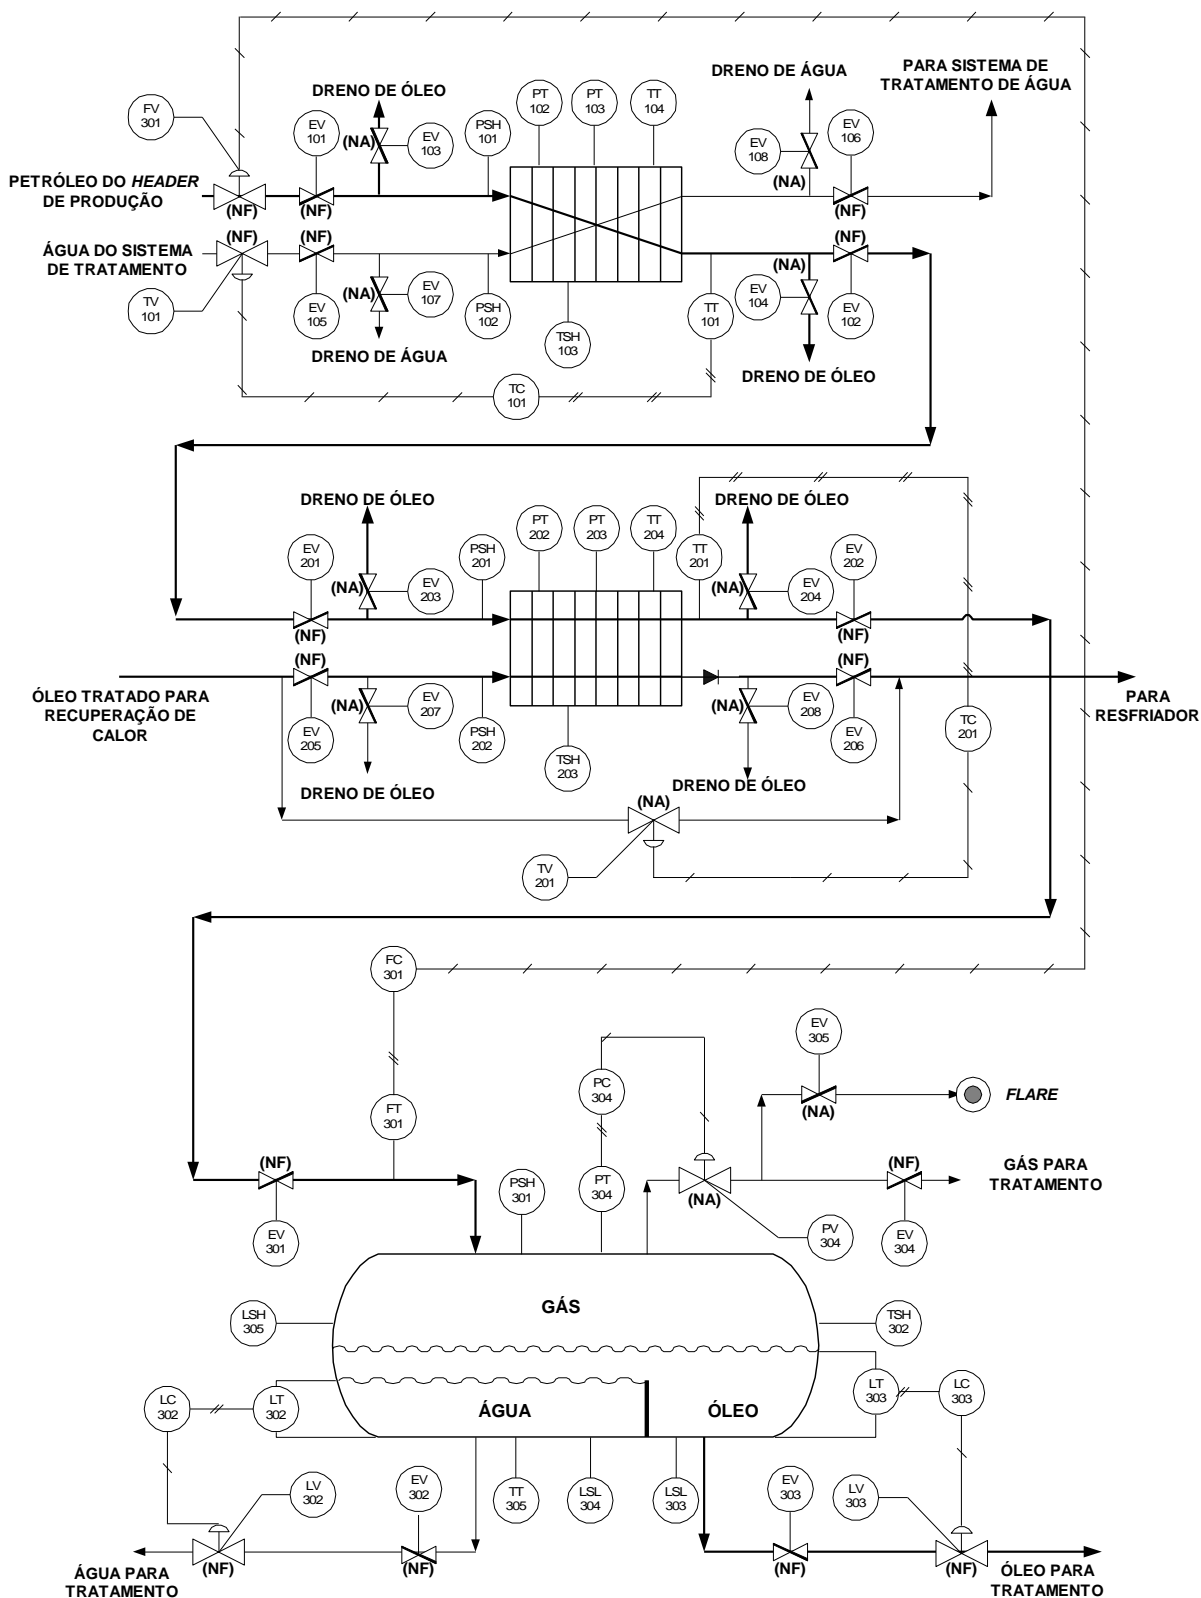 DRENO DE ÓLEO
DRENO DE ÁGUA
PARA SISTEMA DE
TRATAMENTO DE ÁGUA
FV
301
EV
101
(NA)
EV
103
PSH
101
PT
102
PT
103
TT
104
EV
108
(NA)
EV
106
PETRÓLEO DO HEADER
DE PRODUÇÃO
(NF)
(NF)
(NF)
ÁGUA DO SISTEMA
DE TRATAMENTO
(NF)
(NF)
(NF)
TV
101
EV
105
(NA)
EV
107
PSH
102
TSH
103
TT
101
(NA)
EV
104
EV
102
DRENO DE ÁGUA
DRENO DE ÓLEO
TC
101
DRENO DE ÓLEO
DRENO DE ÓLEO
EV
201
(NA)
EV
203
PSH
201
PT
202
PT
203
TT
204
TT
201
(NA)
EV
204
EV
202
(NF)
(NF)
(NF)
(NF)
ÓLEO TRATADO PARA
RECUPERAÇÃO DE
CALOR
EV
205
(NA)
EV
207
PSH
202
TSH
203
(NA)
EV
208
EV
206
TC
201
PARA
RESFRIADOR
DRENO DE ÓLEO
DRENO DE ÓLEO
(NA)
TV
201
FC
301
EV
305
PC
304
(NA)
FLARE
FT
301
(NF)
EV
301
PSH
301
PT
304
(NA)
PV
304
(NF)
EV
304
GÁS PARA
TRATAMENTO
GÁS
LSH
305
TSH
302
LC
302
LT
302
ÁGUA
ÓLEO
LT
303
LC
303
LV
302
EV
302
TT
305
LSL
304
LSL
303
EV
303
LV
303
(NF)
(NF)
(NF)
(NF)
ÁGUA PARA
TRATAMENTO
ÓLEO PARA
TRATAMENTO